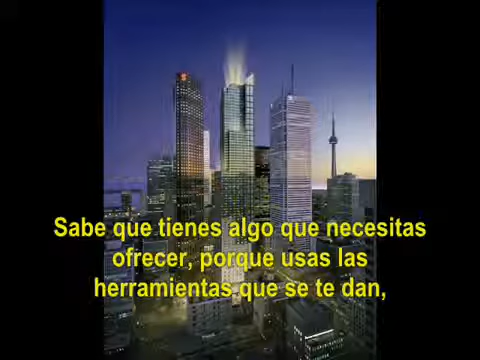 Sabe que tienes algo que necesitas
ofrecer, porque usas las
herramientas que se te dan,